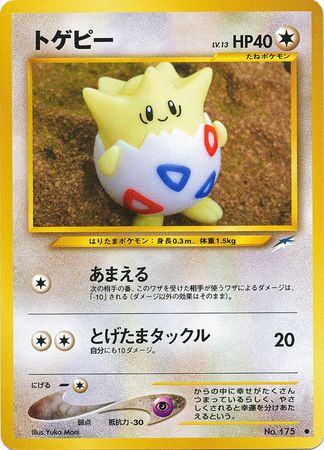 トゲピー
LV.13 HP40
たねポケモン
はりたまポケモン：身長0.3m、体重1.5kg
あまえる
次の相手の番、このワザを受けた相手が使うワザによるダメージは、
「-10」される（ダメージ以外の効果はそのまま）。
とげたまタックル 20
自分にも10ダメージ。
にげる
弱点 抵抗力 -30
からの中に幸せがたくさん
つまっているらしく、やさ
しくされると幸運を分けあた
えるという。
Illus. Yuka Morii
No. 175